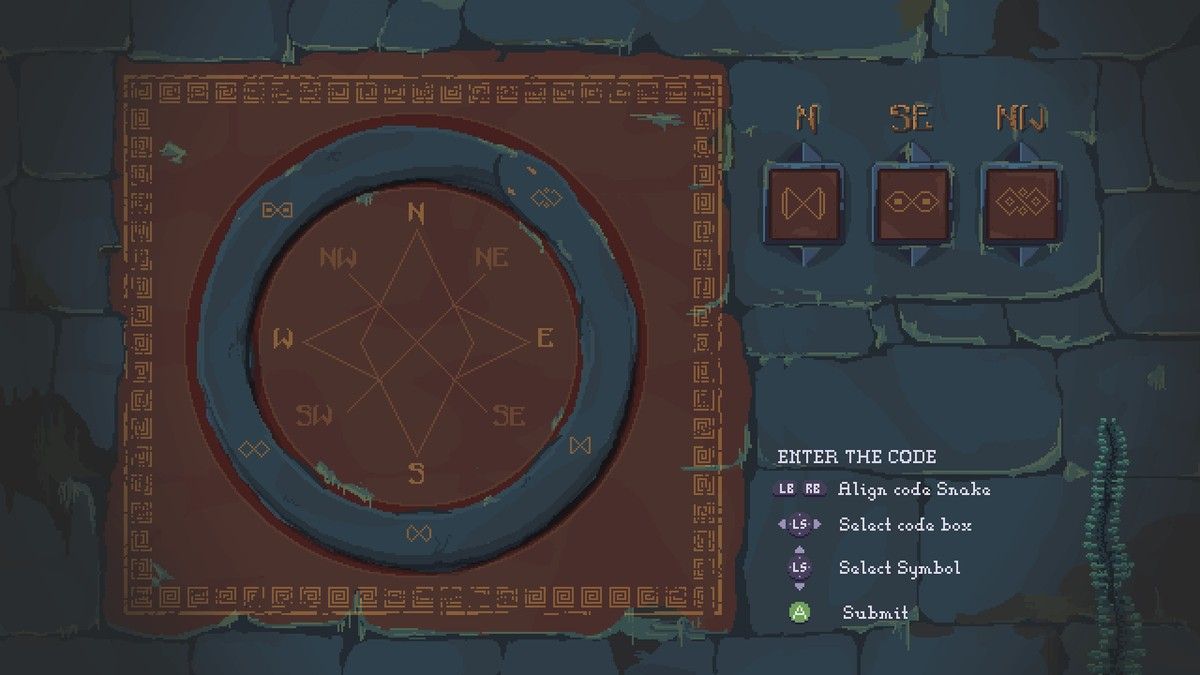 N SE NW
N
NW NE
W E
SW SE
S
ENTER THE CODE
LB RB Align code Snake
LS Select code box
LS Select Symbol
A Submit